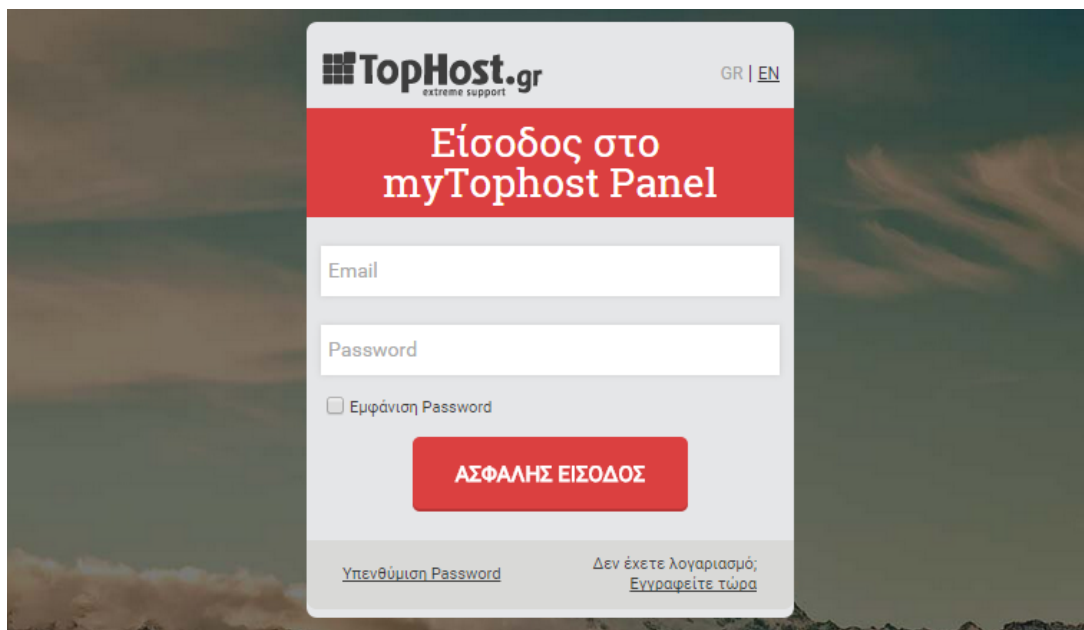 TopHost.gr
extreme support
GR | EN
Είσοδος στο
myTophost Panel
Email
Password
Εμφάνιση Password
ΑΣΦΑΛΗΣ ΕΙΣΟΔΟΣ
Υπενθύμιση Password
Δεν έχετε λογαριασμό;
Εγγραφείτε τώρα